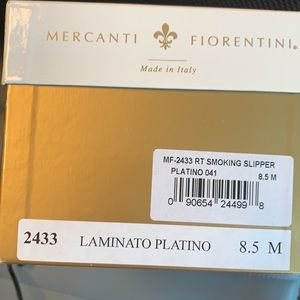 MERCANTI FIORENTINI
Made in Italy
MF-2433 RT SMOKING SLIPPER
PLATINO 041 8.5 M
0 90654 24499 8
2433 LAMINATO PLATINO 8.5 M